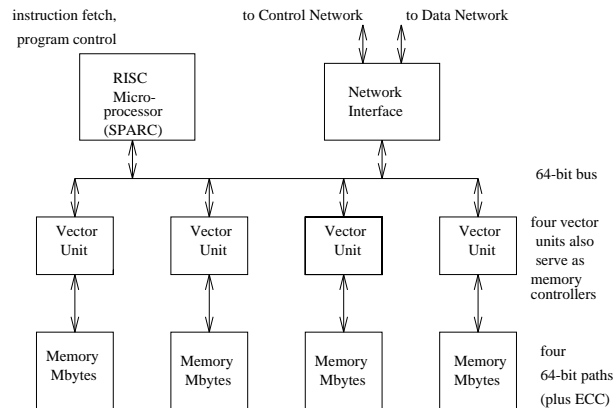 instruction fetch,
program control
to Control Network
to Data Network
RISC
Micro-
processor
(SPARC)
Network
Interface
64-bit bus
Vector
Unit
Vector
Unit
Vector
Unit
Vector
Unit
four vector
units also
serve as
memory
controllers
Memory
Mbytes
Memory
Mbytes
Memory
Mbytes
Memory
Mbytes
four
64-bit paths
(plus ECC)